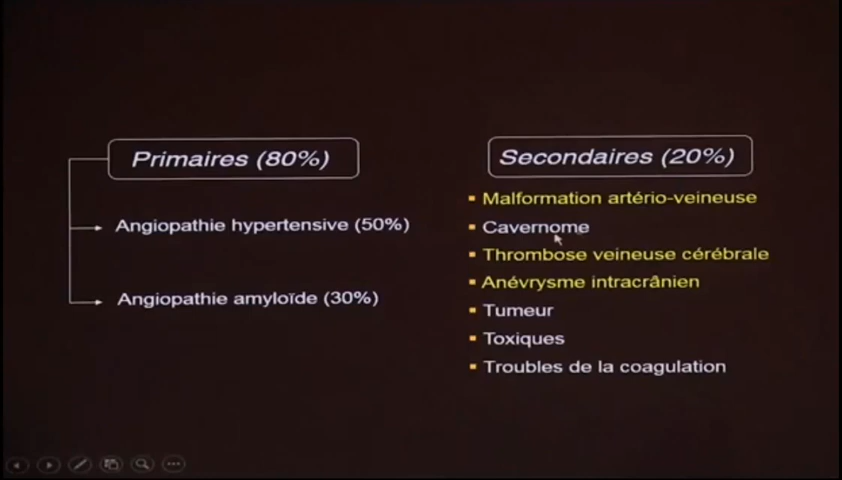 Primaires (80%)
Angiopathie hypertensive (50%)
Angiopathie amyloïde (30%)
Secondaires (20%)
Malformation artério-veineuse
Cavernome
Thrombose veineuse cérébrale
Anévrysme intracrânien
Tumeur
Toxiques
Troubles de la coagulation